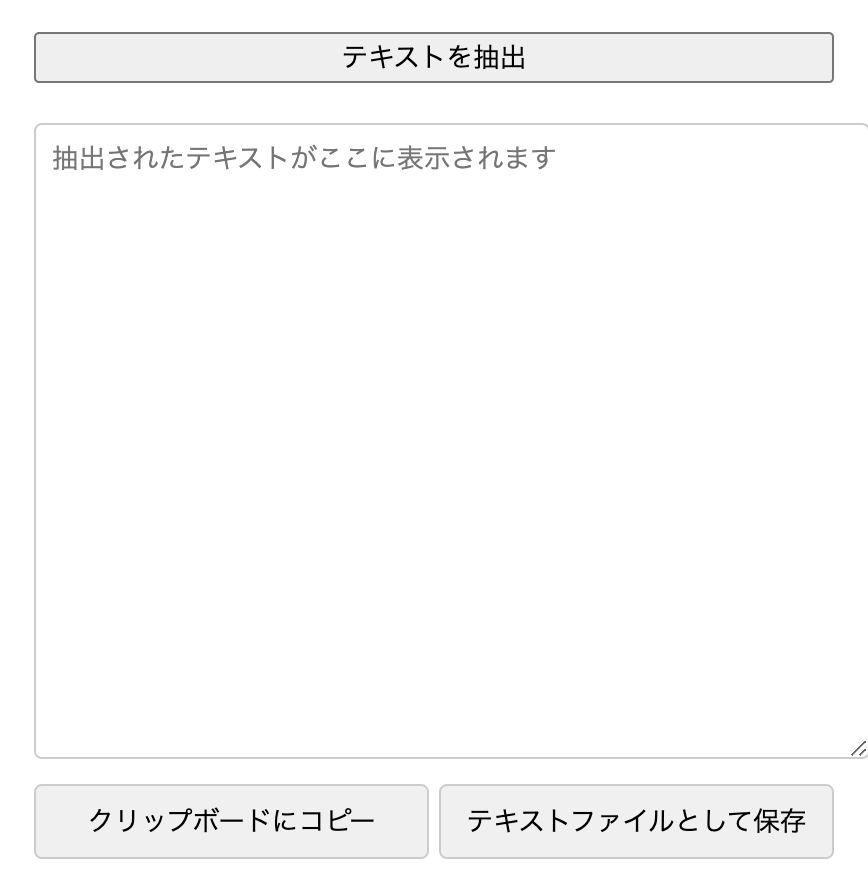 テキストを抽出
抽出されたテキストがここに表示されます
クリップボードにコピー
テキストファイルとして保存